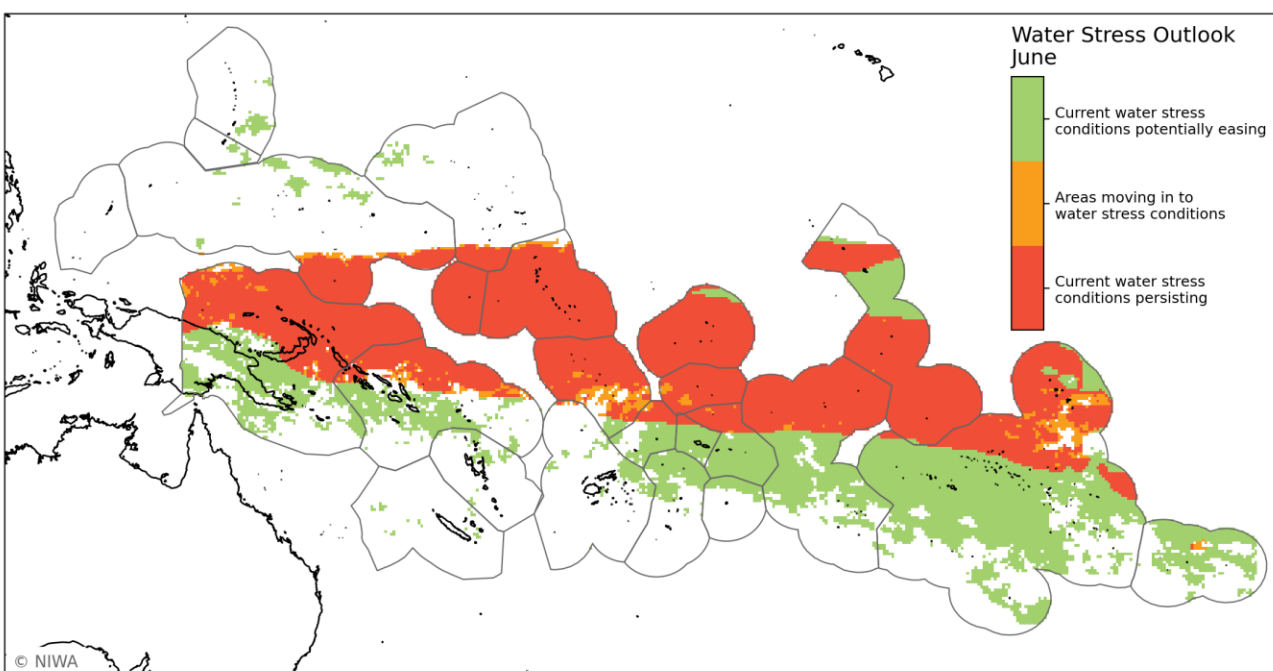 Water Stress Outlook
June
Current water stress
conditions potentially easing
Areas moving in to
water stress conditions
Current water stress
conditions persisting
© NIWA